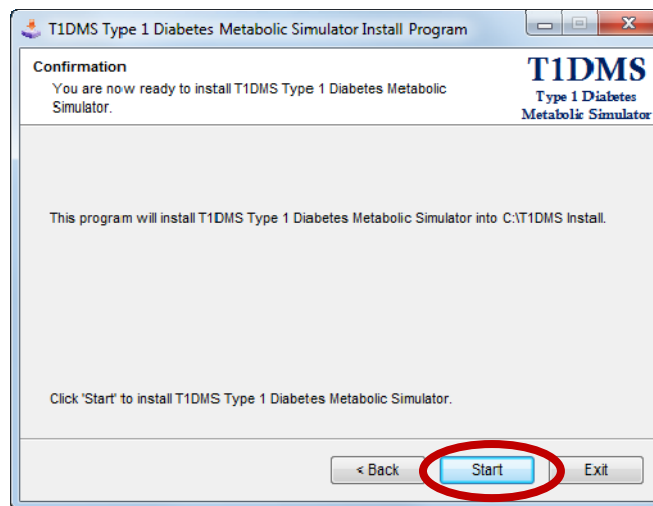 T1DMS Type 1 Diabetes Metabolic Simulator Install Program
Confirmation
You are now ready to install T1DMS Type 1 Diabetes Metabolic
Simulator.
T1DMS
Type 1 Diabetes
Metabolic Simulator
This program will install T1DMS Type 1 Diabetes Metabolic Simulator into C:\T1DMS Install.
Click 'Start' to install T1DMS Type 1 Diabetes Metabolic Simulator.
< Back Start Exit